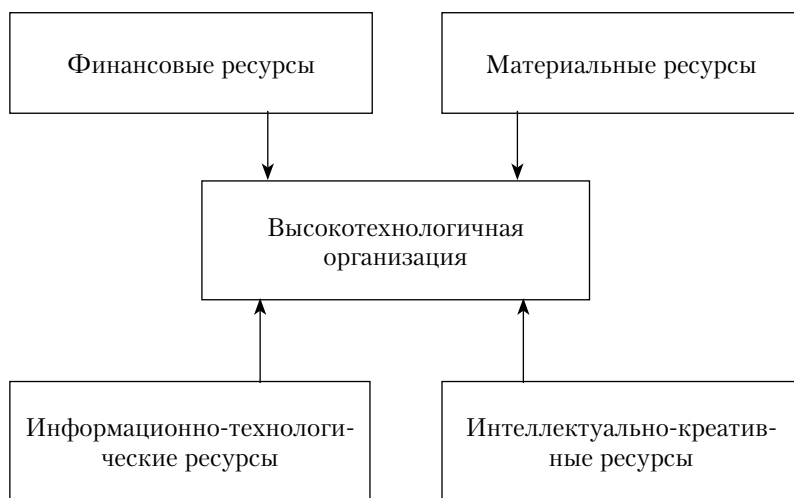 Финансовые ресурсы
Материальные ресурсы
Высокотехнологичная
организация
Информационно-технологи-
ческие ресурсы
Интеллектуально-креатив-
ные ресурсы